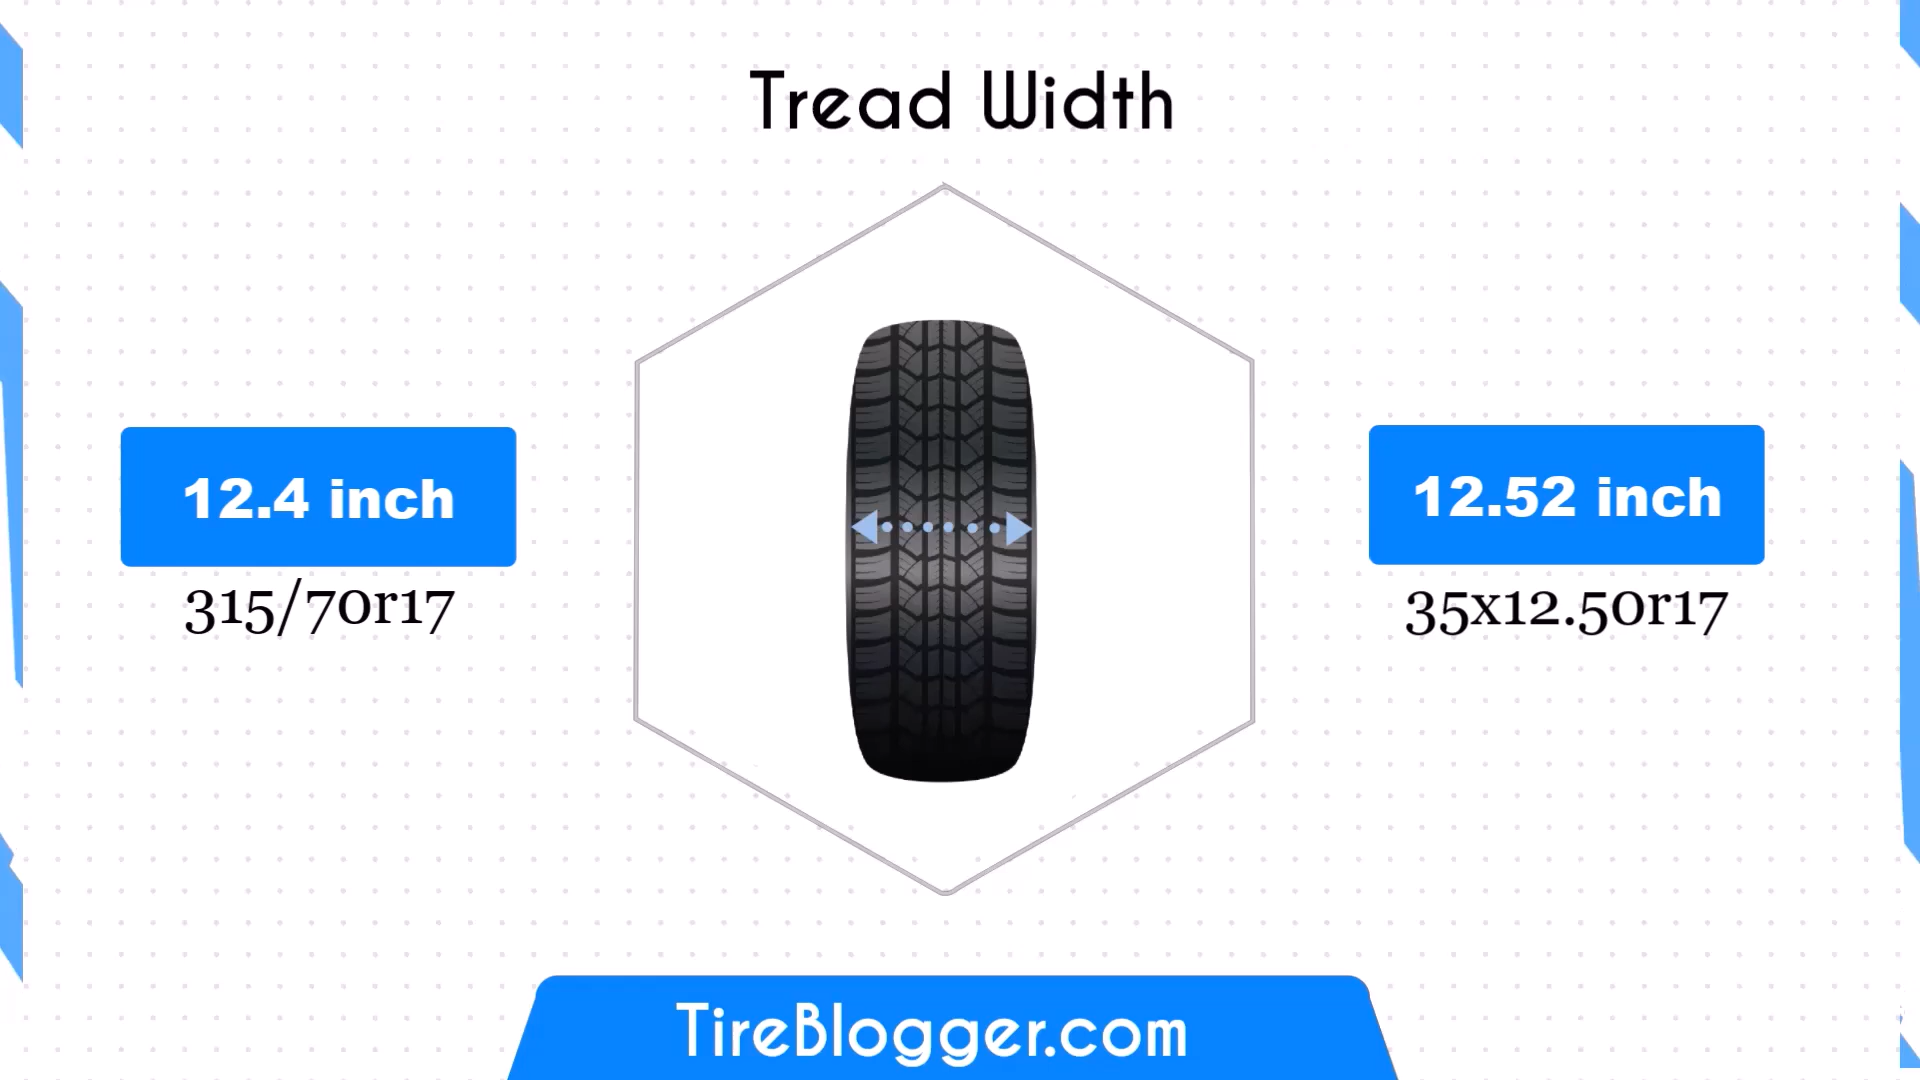 Tread Width
12.4 inch
315/70r17
12.52 inch
35x12.50r17
TireBlogger.com